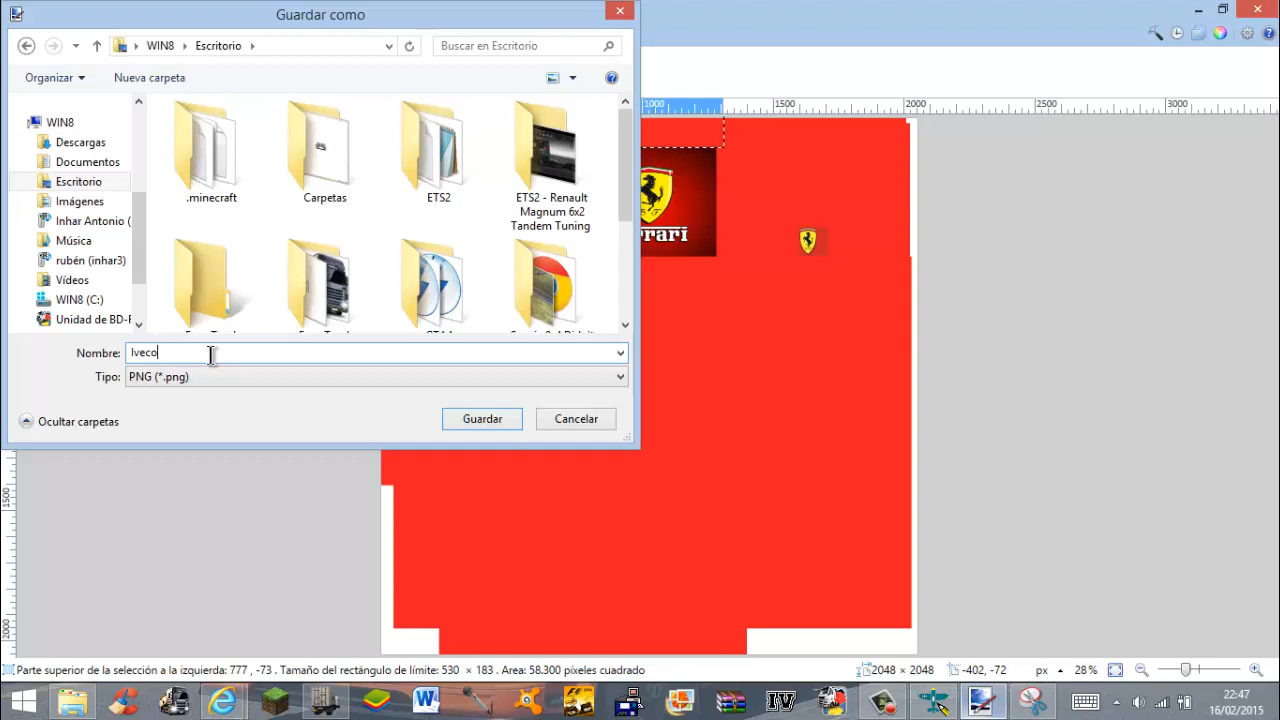 Guardar como
WIN8 Escritorio
Buscar en Escritorio
Organizar
Nueva carpeta
WIN8
Descargas
Documentos
Escritorio
Imágenes
Inhar Antonio (
Música
rubén (inhar3)
Vídeos
WIN8 (C:)
Unidad de BD-R
.minecraft
Carpetas
ETS2
ETS2 - Renault
Magnum 6x2
Tandem Tuning
Nombre: Iveco
Tipo: PNG (*.png)
Ocultar carpetas
Guardar
Cancelar
1000 1500 2000 2500 3000
1500
2000
rrari
Parte superior de la selección a la izquierda: 777 , -73 . Tamaño del rectángulo de límite: 530 × 183 . Area: 58.300 píxeles cuadrado
2048 × 2048
-402, -72
px
28%
IV
22:47
16/02/2015